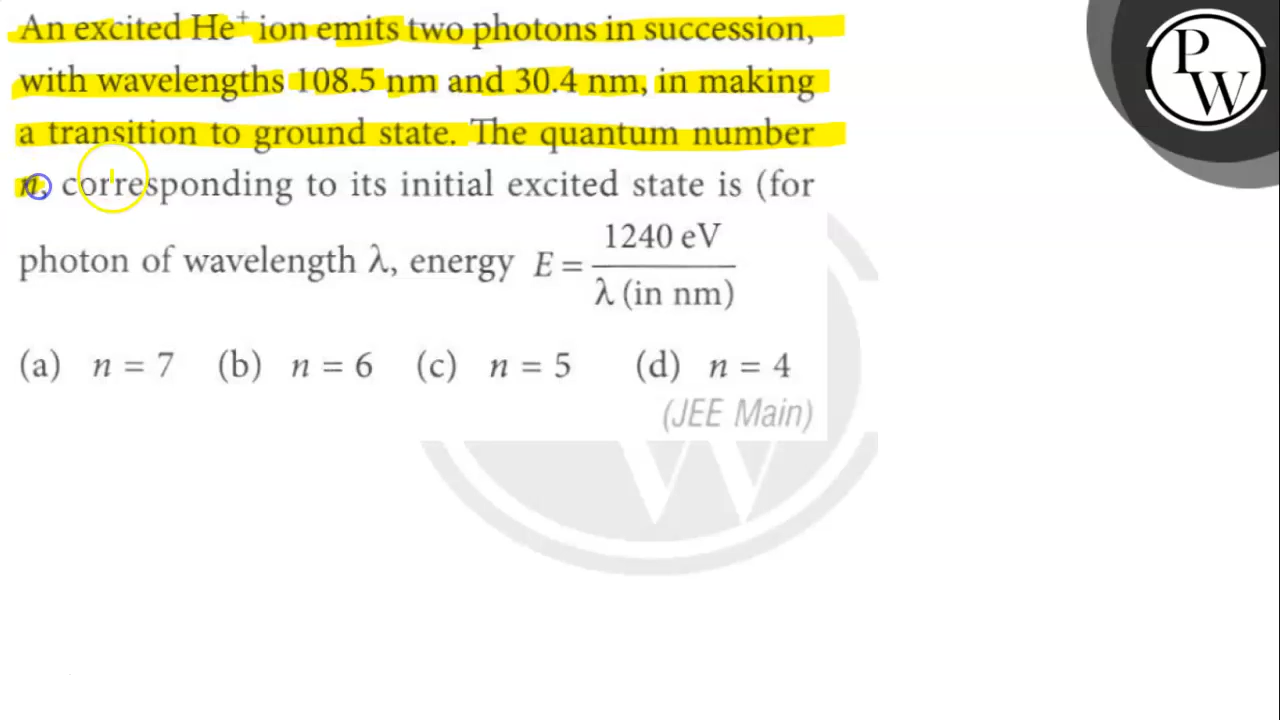 An excited He⁺ ion emits two photons in succession,
with wavelengths 108.5 nm and 30.4 nm, in making
a transition to ground state. The quantum number
n, corresponding to its initial excited state is (for
photon of wavelength λ, energy E = 1240 eV / λ (in nm)
(a) n = 7 (b) n = 6 (c) n = 5 (d) n = 4
(JEE Main)
P
W